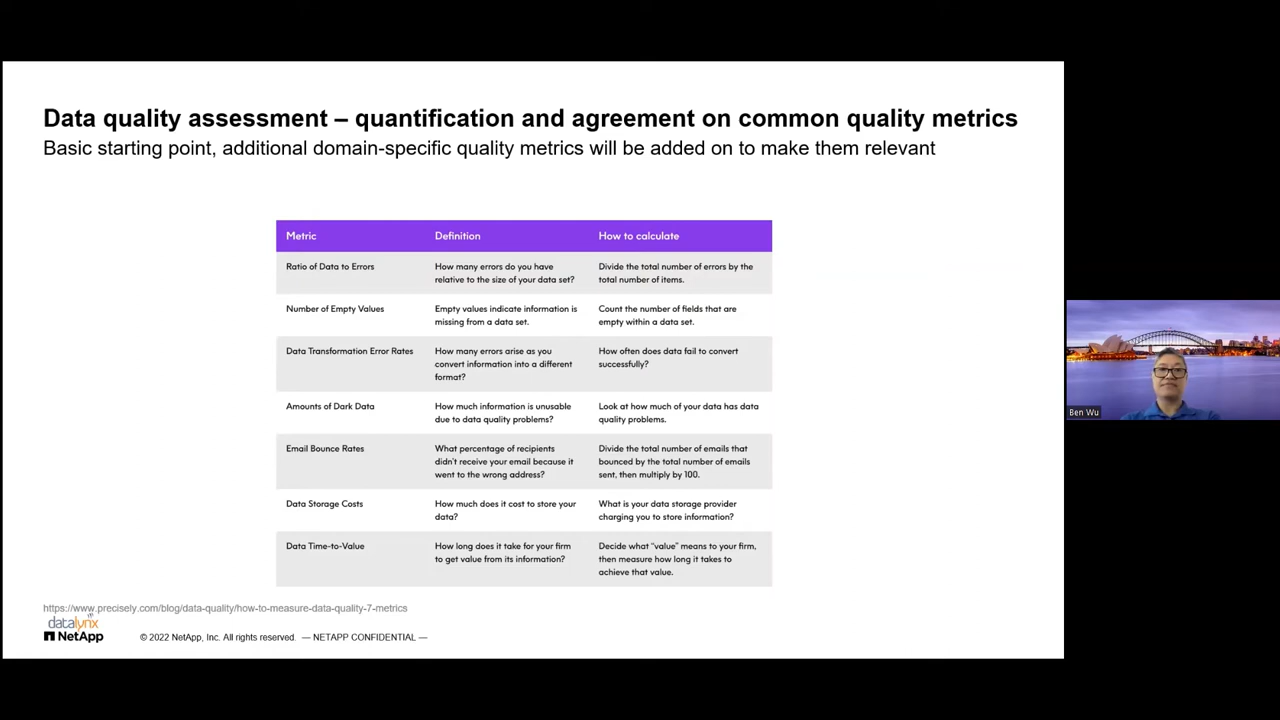 Data quality assessment – quantification and agreement on common quality metrics
Basic starting point, additional domain-specific quality metrics will be added on to make them relevant
Metric Definition How to calculate
Ratio of Data to Errors
How many errors do you have
relative to the size of your data set?
Divide the total number of errors by the
total number of items.
Number of Empty Values
Empty values indicate information is
missing from a data set.
Count the number of fields that are
empty within a data set.
Data Transformation Error Rates
How many errors arise as you
convert information into a different
format?
How often does data fail to convert
successfully?
Amounts of Dark Data
How much information is unusable
due to data quality problems?
Look at how much of your data has data
quality problems.
Email Bounce Rates
What percentage of recipients
didn't receive your email because it
went to the wrong address?
Divide the total number of emails that
bounced by the total number of emails
sent, then multiply by 100.
Data Storage Costs
How much does it cost to store your
data?
What is your data storage provider
charging you to store information?
Data Time-to-Value
How long does it take for your firm
to get value from its information?
Decide what “value” means to your firm,
then measure how long it takes to
achieve that value.
https://www.precisely.com/blog/data-quality/how-to-measure-data-quality-7-metrics
datalynx
NetApp
© 2022 NetApp, Inc. All rights reserved. — NETAPP CONFIDENTIAL —
Ben Wu